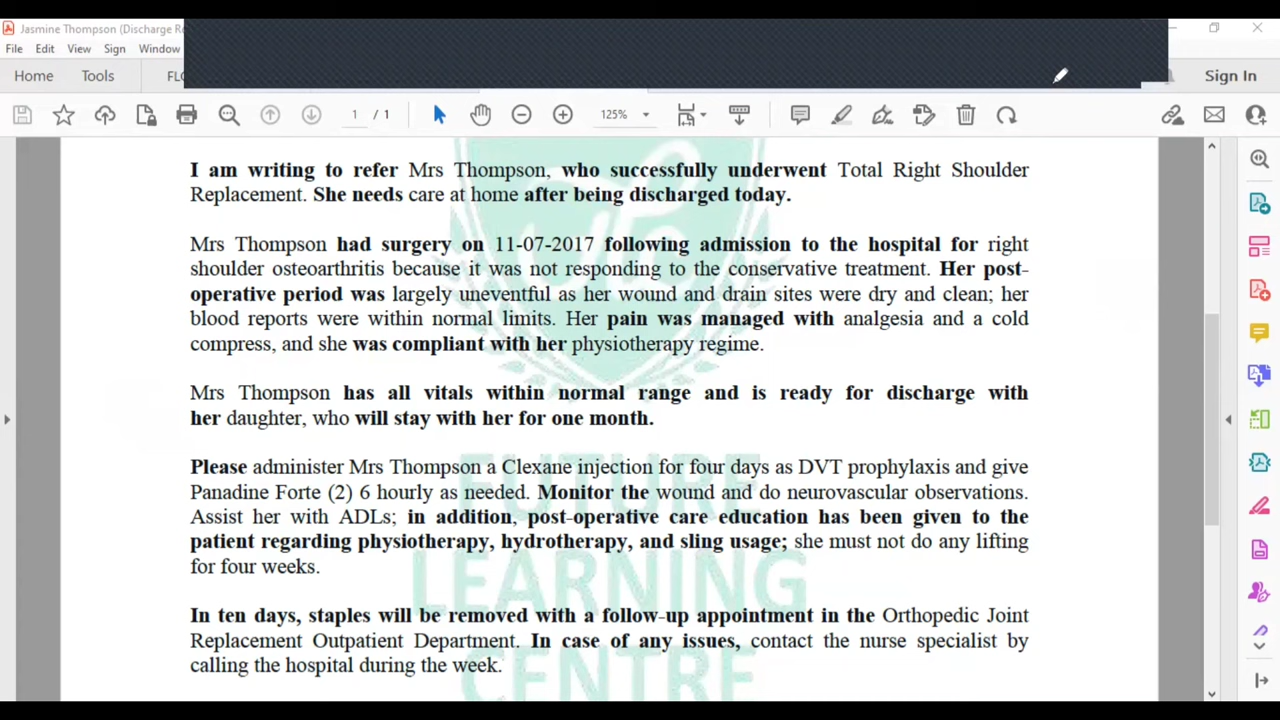 Jasmine Thompson (Discharge Re
File Edit View Sign Window
Home Tools FLC Sign In
1 / 1 125%
I am writing to refer Mrs Thompson, who successfully underwent Total Right Shoulder
Replacement. She needs care at home after being discharged today.
Mrs Thompson had surgery on 11-07-2017 following admission to the hospital for right
shoulder osteoarthritis because it was not responding to the conservative treatment. Her post-
operative period was largely uneventful as her wound and drain sites were dry and clean; her
blood reports were within normal limits. Her pain was managed with analgesia and a cold
compress, and she was compliant with her physiotherapy regime.
Mrs Thompson has all vitals within normal range and is ready for discharge with
her daughter, who will stay with her for one month.
Please administer Mrs Thompson a Clexane injection for four days as DVT prophylaxis and give
Panadine Forte (2) 6 hourly as needed. Monitor the wound and do neurovascular observations.
Assist her with ADLs; in addition, post-operative care education has been given to the
patient regarding physiotherapy, hydrotherapy, and sling usage; she must not do any lifting
for four weeks.
In ten days, staples will be removed with a follow-up appointment in the Orthopedic Joint
Replacement Outpatient Department. In case of any issues, contact the nurse specialist by
calling the hospital during the week.
FUTURE
LEARNING
CENTRE